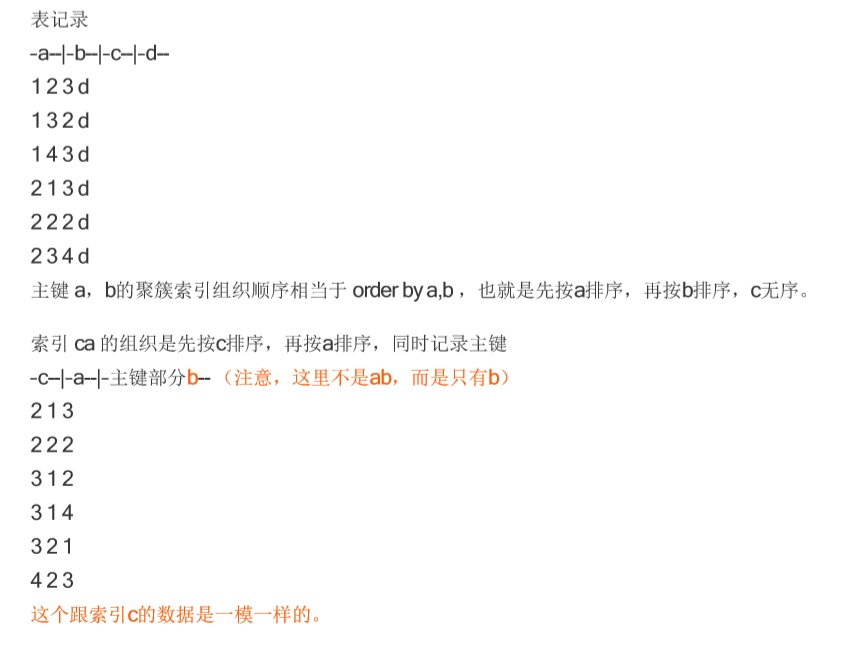 表记录
–a--|-b--|-c--|-d--
1 2 3 d
1 3 2 d
1 4 3 d
2 1 3 d
2 2 2 d
2 3 4 d
主键 a，b的聚簇索引组织顺序相当于 order by a,b ，也就是先按a排序，再按b排序，c无序。
索引 ca 的组织是先按c排序，再按a排序，同时记录主键
–c--|-a--|-主键部分b-- （注意，这里不是ab，而是只有b）
2 1 3
2 2 2
3 1 2
3 1 4
3 2 1
4 2 3
这个跟索引c的数据是一模一样的。